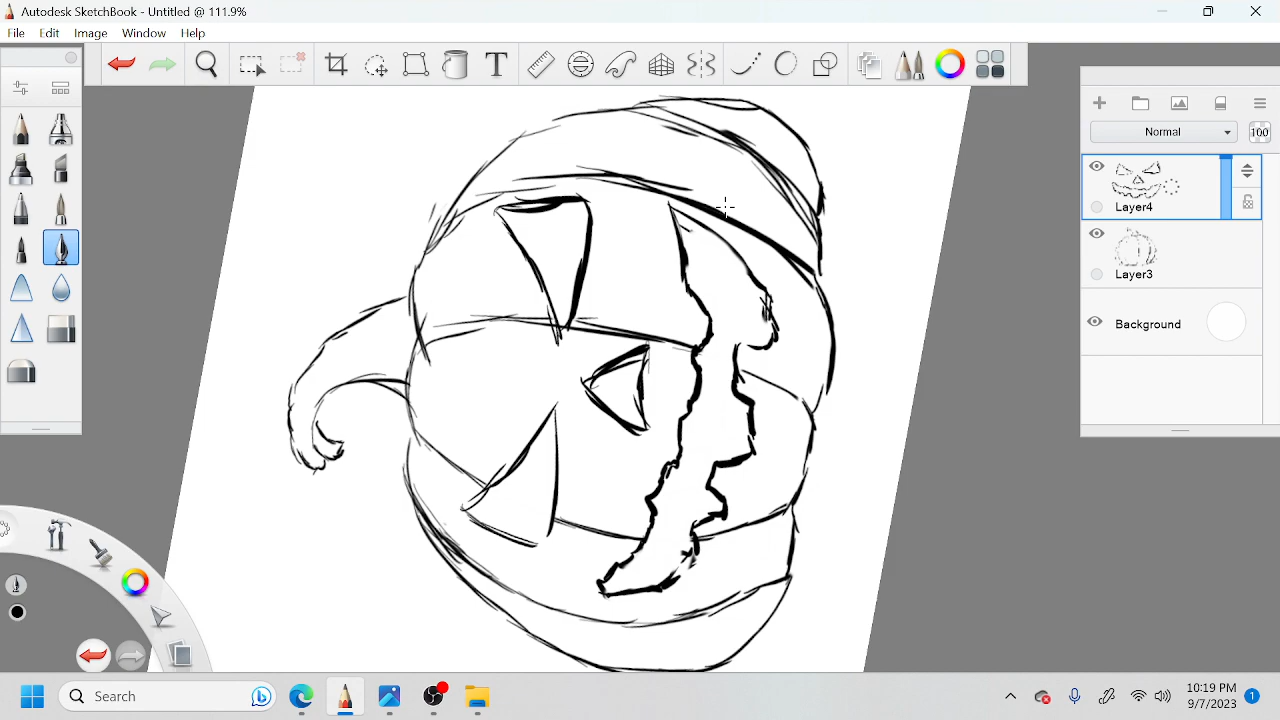 Autodesk SketchBook - Untitled @ 111.9%
File Edit Image Window Help
T
Normal
100
Layer4
Layer3
Background
Search
10:19 PM
9/7/2023
1